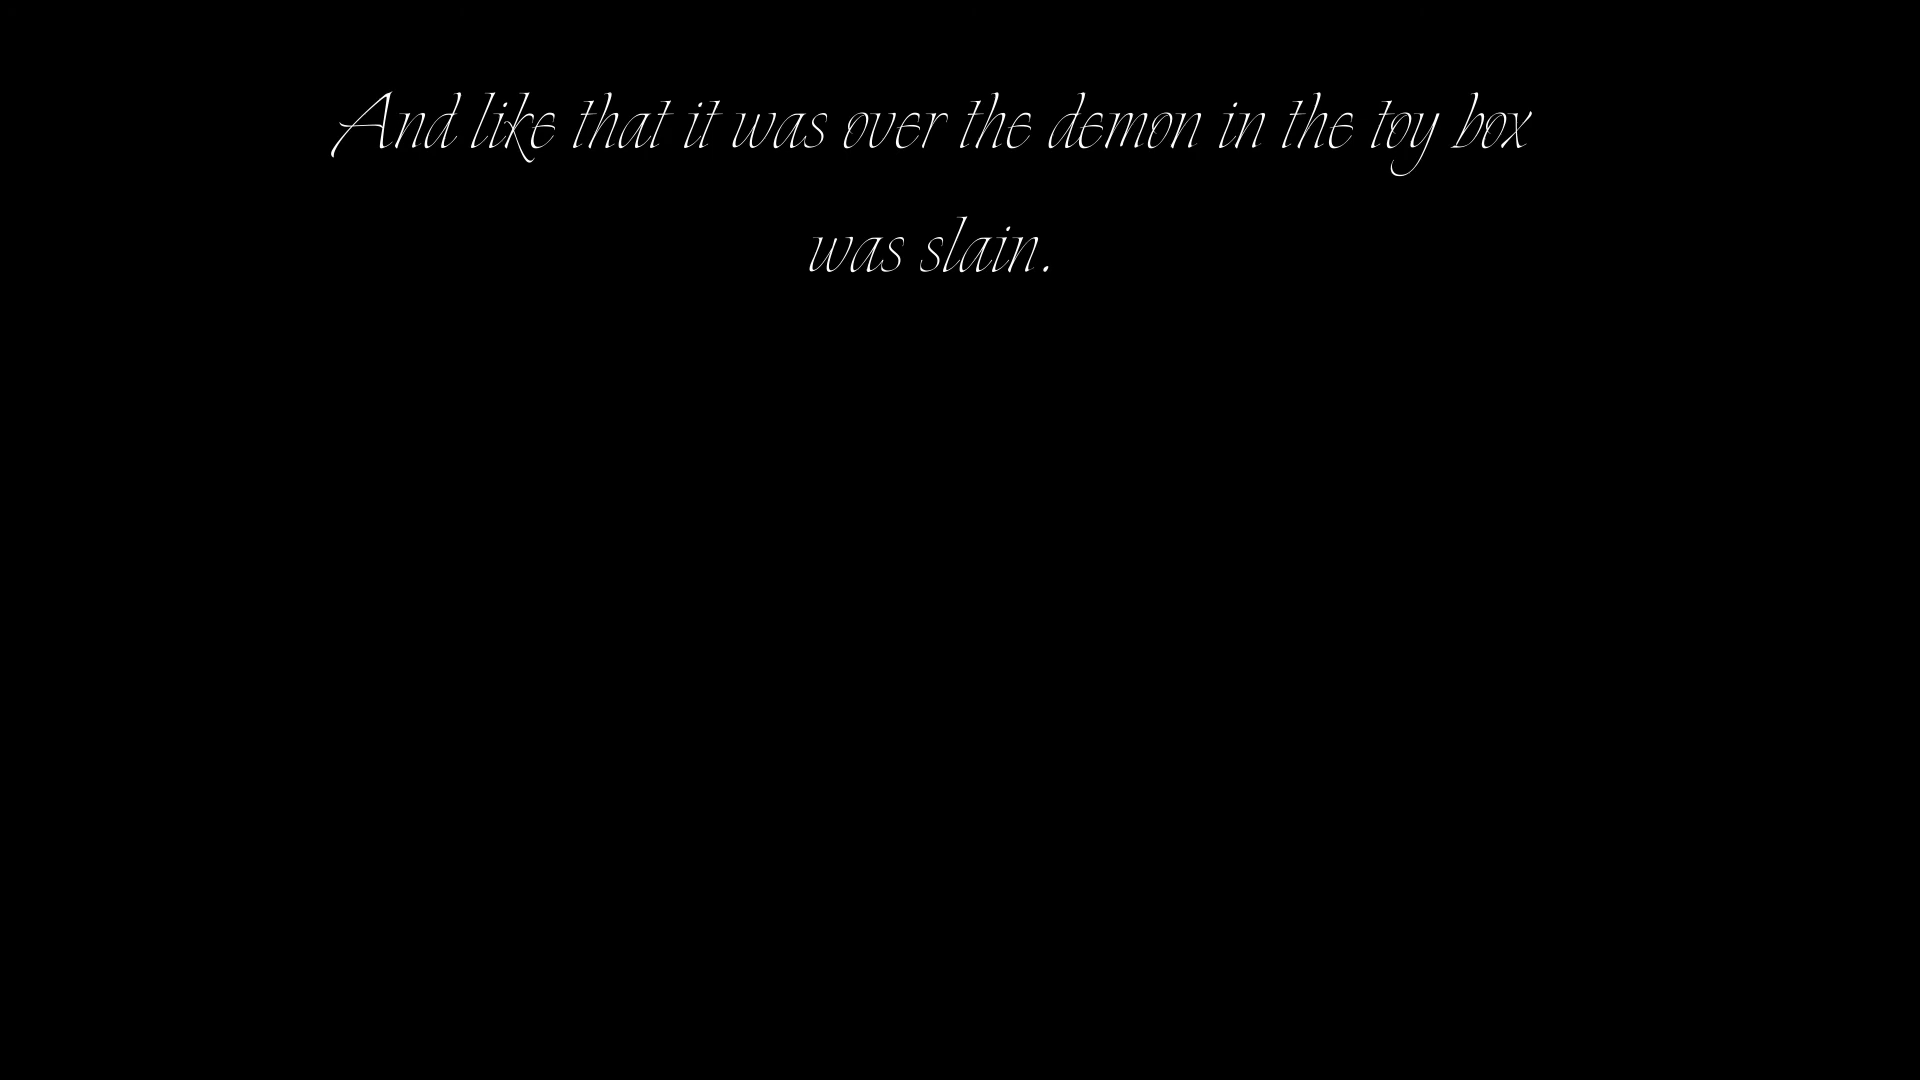 And like that it was over the demon in the toy box
was slain.